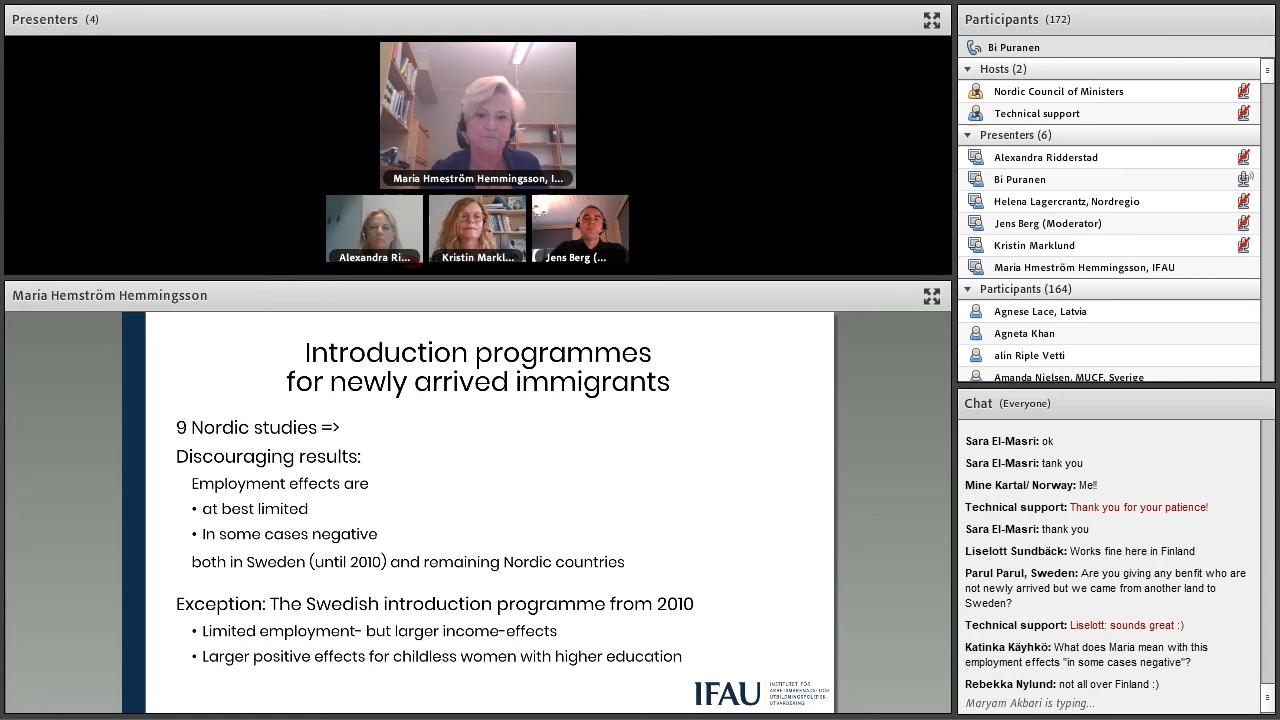 Presenters (4)
Maria Hmeström Hemmingsson, I...
Alexandra Ri...
Kristin Markl...
Jens Berg (...
Maria Hemström Hemmingsson
Introduction programmes
for newly arrived immigrants
9 Nordic studies =>
Discouraging results:
Employment effects are
• at best limited
• In some cases negative
both in Sweden (until 2010) and remaining Nordic countries
Exception: The Swedish introduction programme from 2010
• Limited employment- but larger income-effects
• Larger positive effects for childless women with higher education
IFAU
INSTITUTET FÖR
ARBETSMARKNADS- OCH
UTBILDNINGSPOLITISK
UTVÄRDERING
Participants (172)
Bi Puranen
Hosts (2)
Nordic Council of Ministers
Technical support
Presenters (6)
Alexandra Ridderstad
Bi Puranen
Helena Lagercrantz, Nordregio
Jens Berg (Moderator)
Kristin Marklund
Maria Hmeström Hemmingsson, IFAU
Participants (164)
Agnese Lace, Latvia
Agneta Khan
alin Riple Vetti
Amanda Nielsen, MUCF, Sverige
Chat (Everyone)
Sara El-Masri: ok
Sara El-Masri: tank you
Mine Kartal/ Norway: Me!!
Technical support: Thank you for your patience!
Sara El-Masri: thank you
Liselott Sundbäck: Works fine here in Finland
Parul Parul, Sweden: Are you giving any benfit who are
not newly arrived but we came from another land to
Sweden?
Technical support: Liselott: sounds great :)
Katinka Käyhkö: What does Maria mean with this
employment effects "in some cases negative"?
Rebekka Nylund: not all over Finland :)
Maryam Akbari is typing...